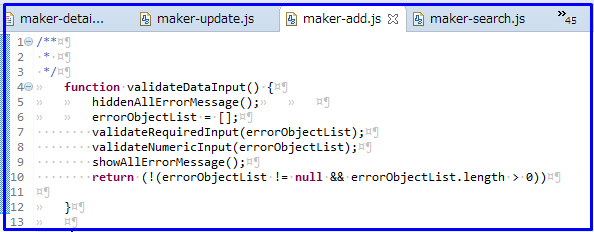 maker-detai... maker-update.js maker-add.js maker-search.js »45
1 /**
2 *
3 */
4 function validateDataInput() {
5 hiddenAllErrorMessage();
6 errorObjectList = [];
7 validateRequiredInput(errorObjectList);
8 validateNumericInput(errorObjectList);
9 showAllErrorMessage();
10 return (!(errorObjectList != null && errorObjectList.length > 0))
11
12 }
13